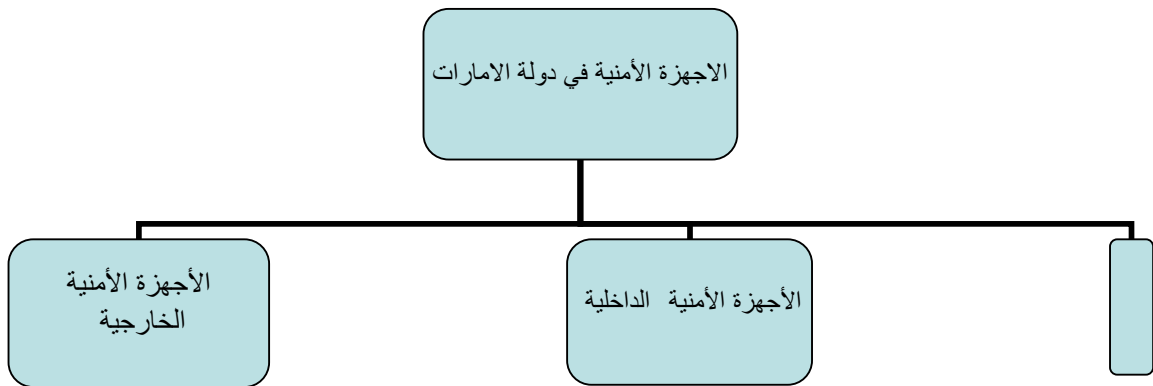 الاجهزة الأمنية في دولة الامارات
الأجهزة الأمنية الداخلية
الأجهزة الأمنية
الخارجية